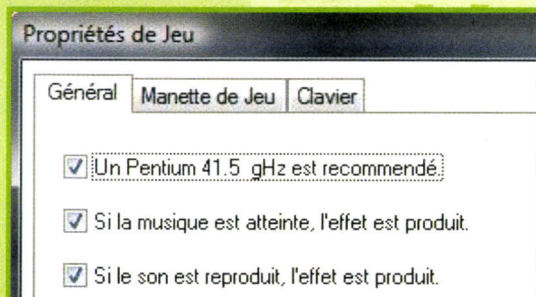 Propriétés de Jeu
Général Manette de Jeu Clavier
Un Pentium 41.5 gHz est recommendé.
Si la musique est atteinte, l'effet est produit.
Si le son est reproduit, l'effet est produit.